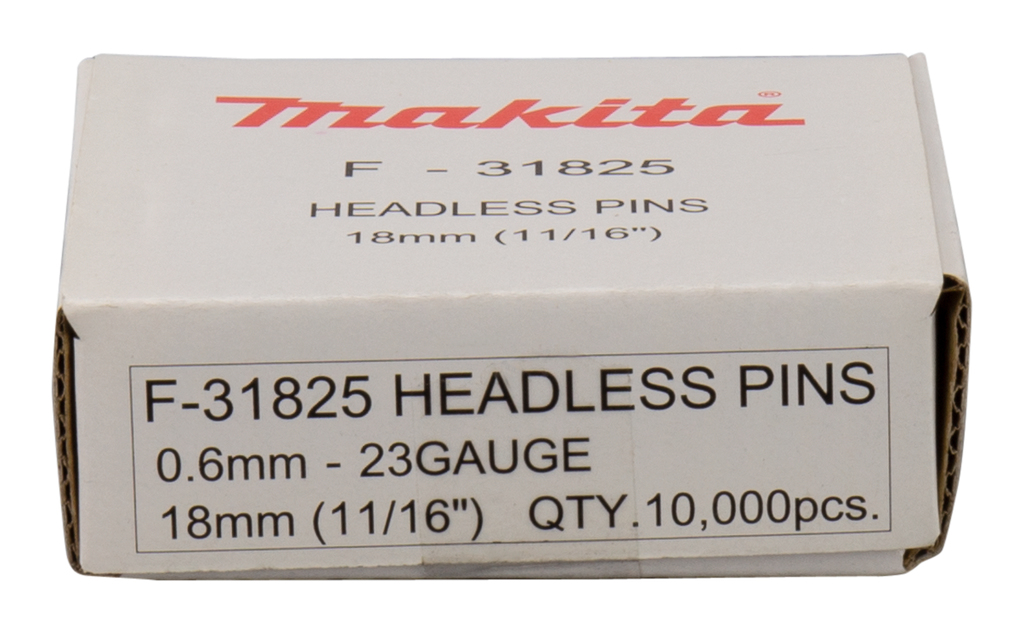 makita®
F - 31825
HEADLESS PINS
18mm (11/16")
F-31825 HEADLESS PINS
0.6mm - 23GAUGE
18mm (11/16") QTY.10,000pcs.